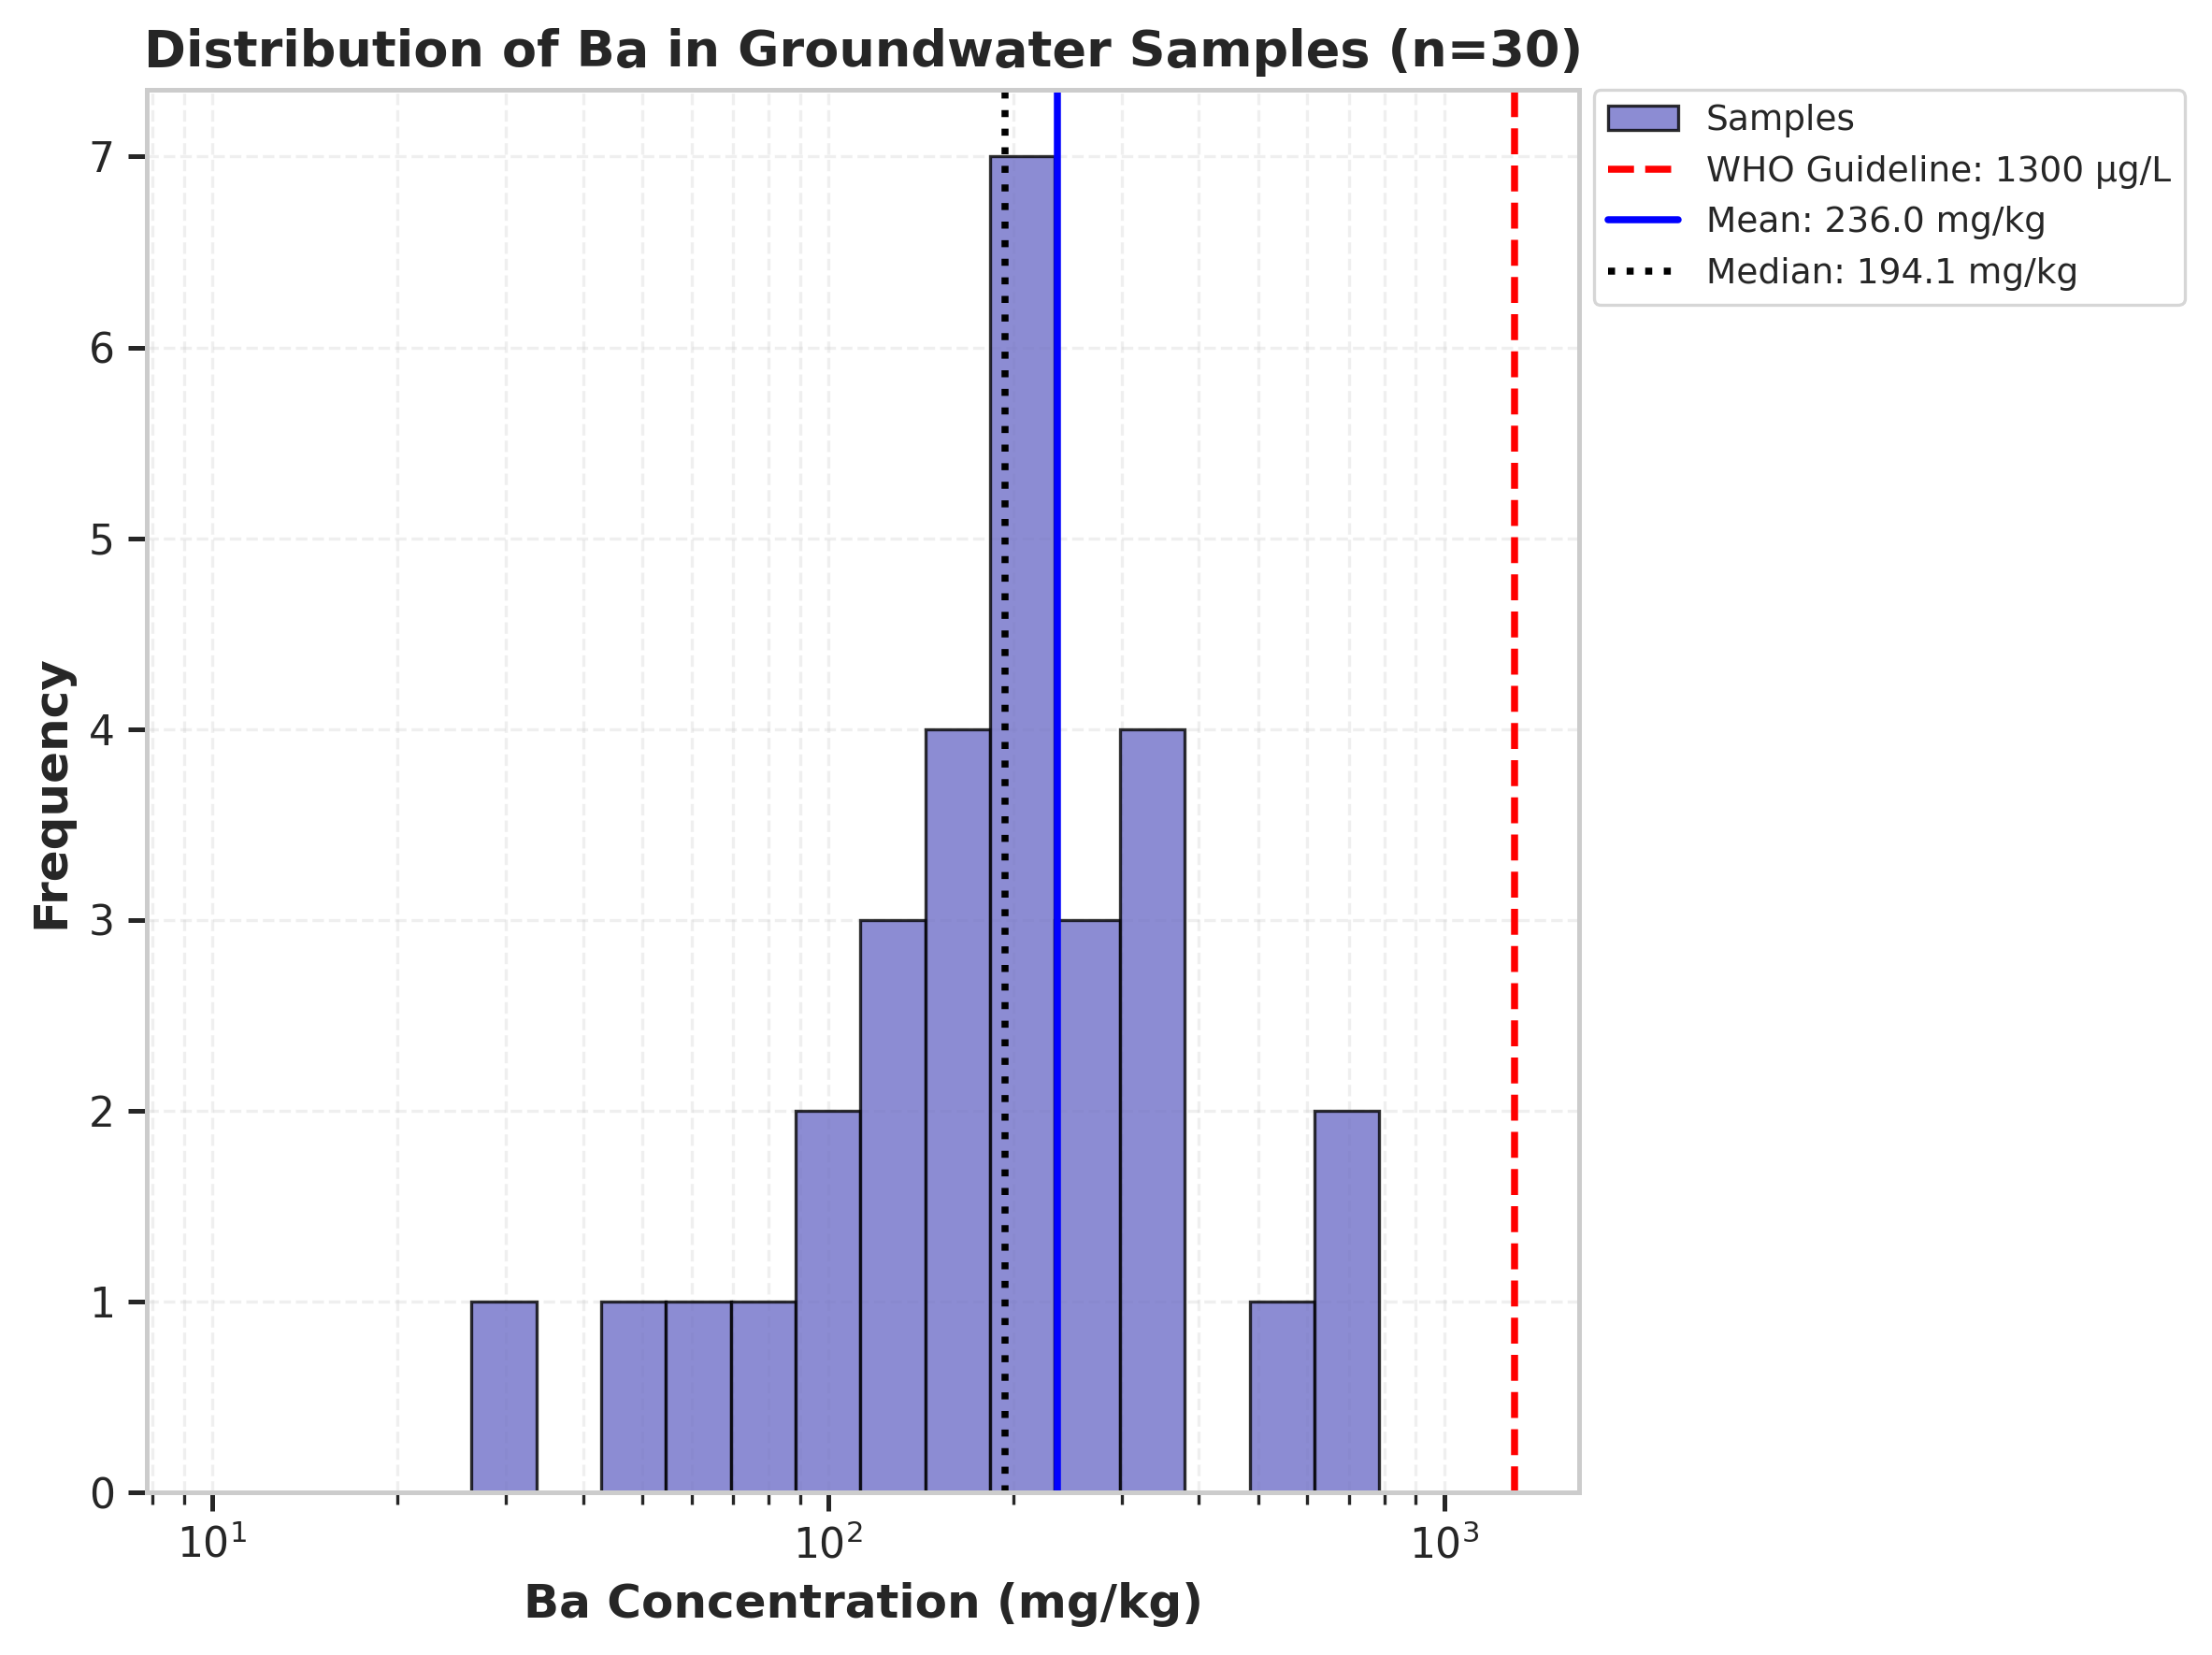 Distribution of Ba in Groundwater Samples (n=30)
Samples
WHO Guideline: 1300 µg/L
Mean: 236.0 mg/kg
Median: 194.1 mg/kg
Frequency
7
6
5
4
3
2
1
0
10¹ 10² 10³
Ba Concentration (mg/kg)